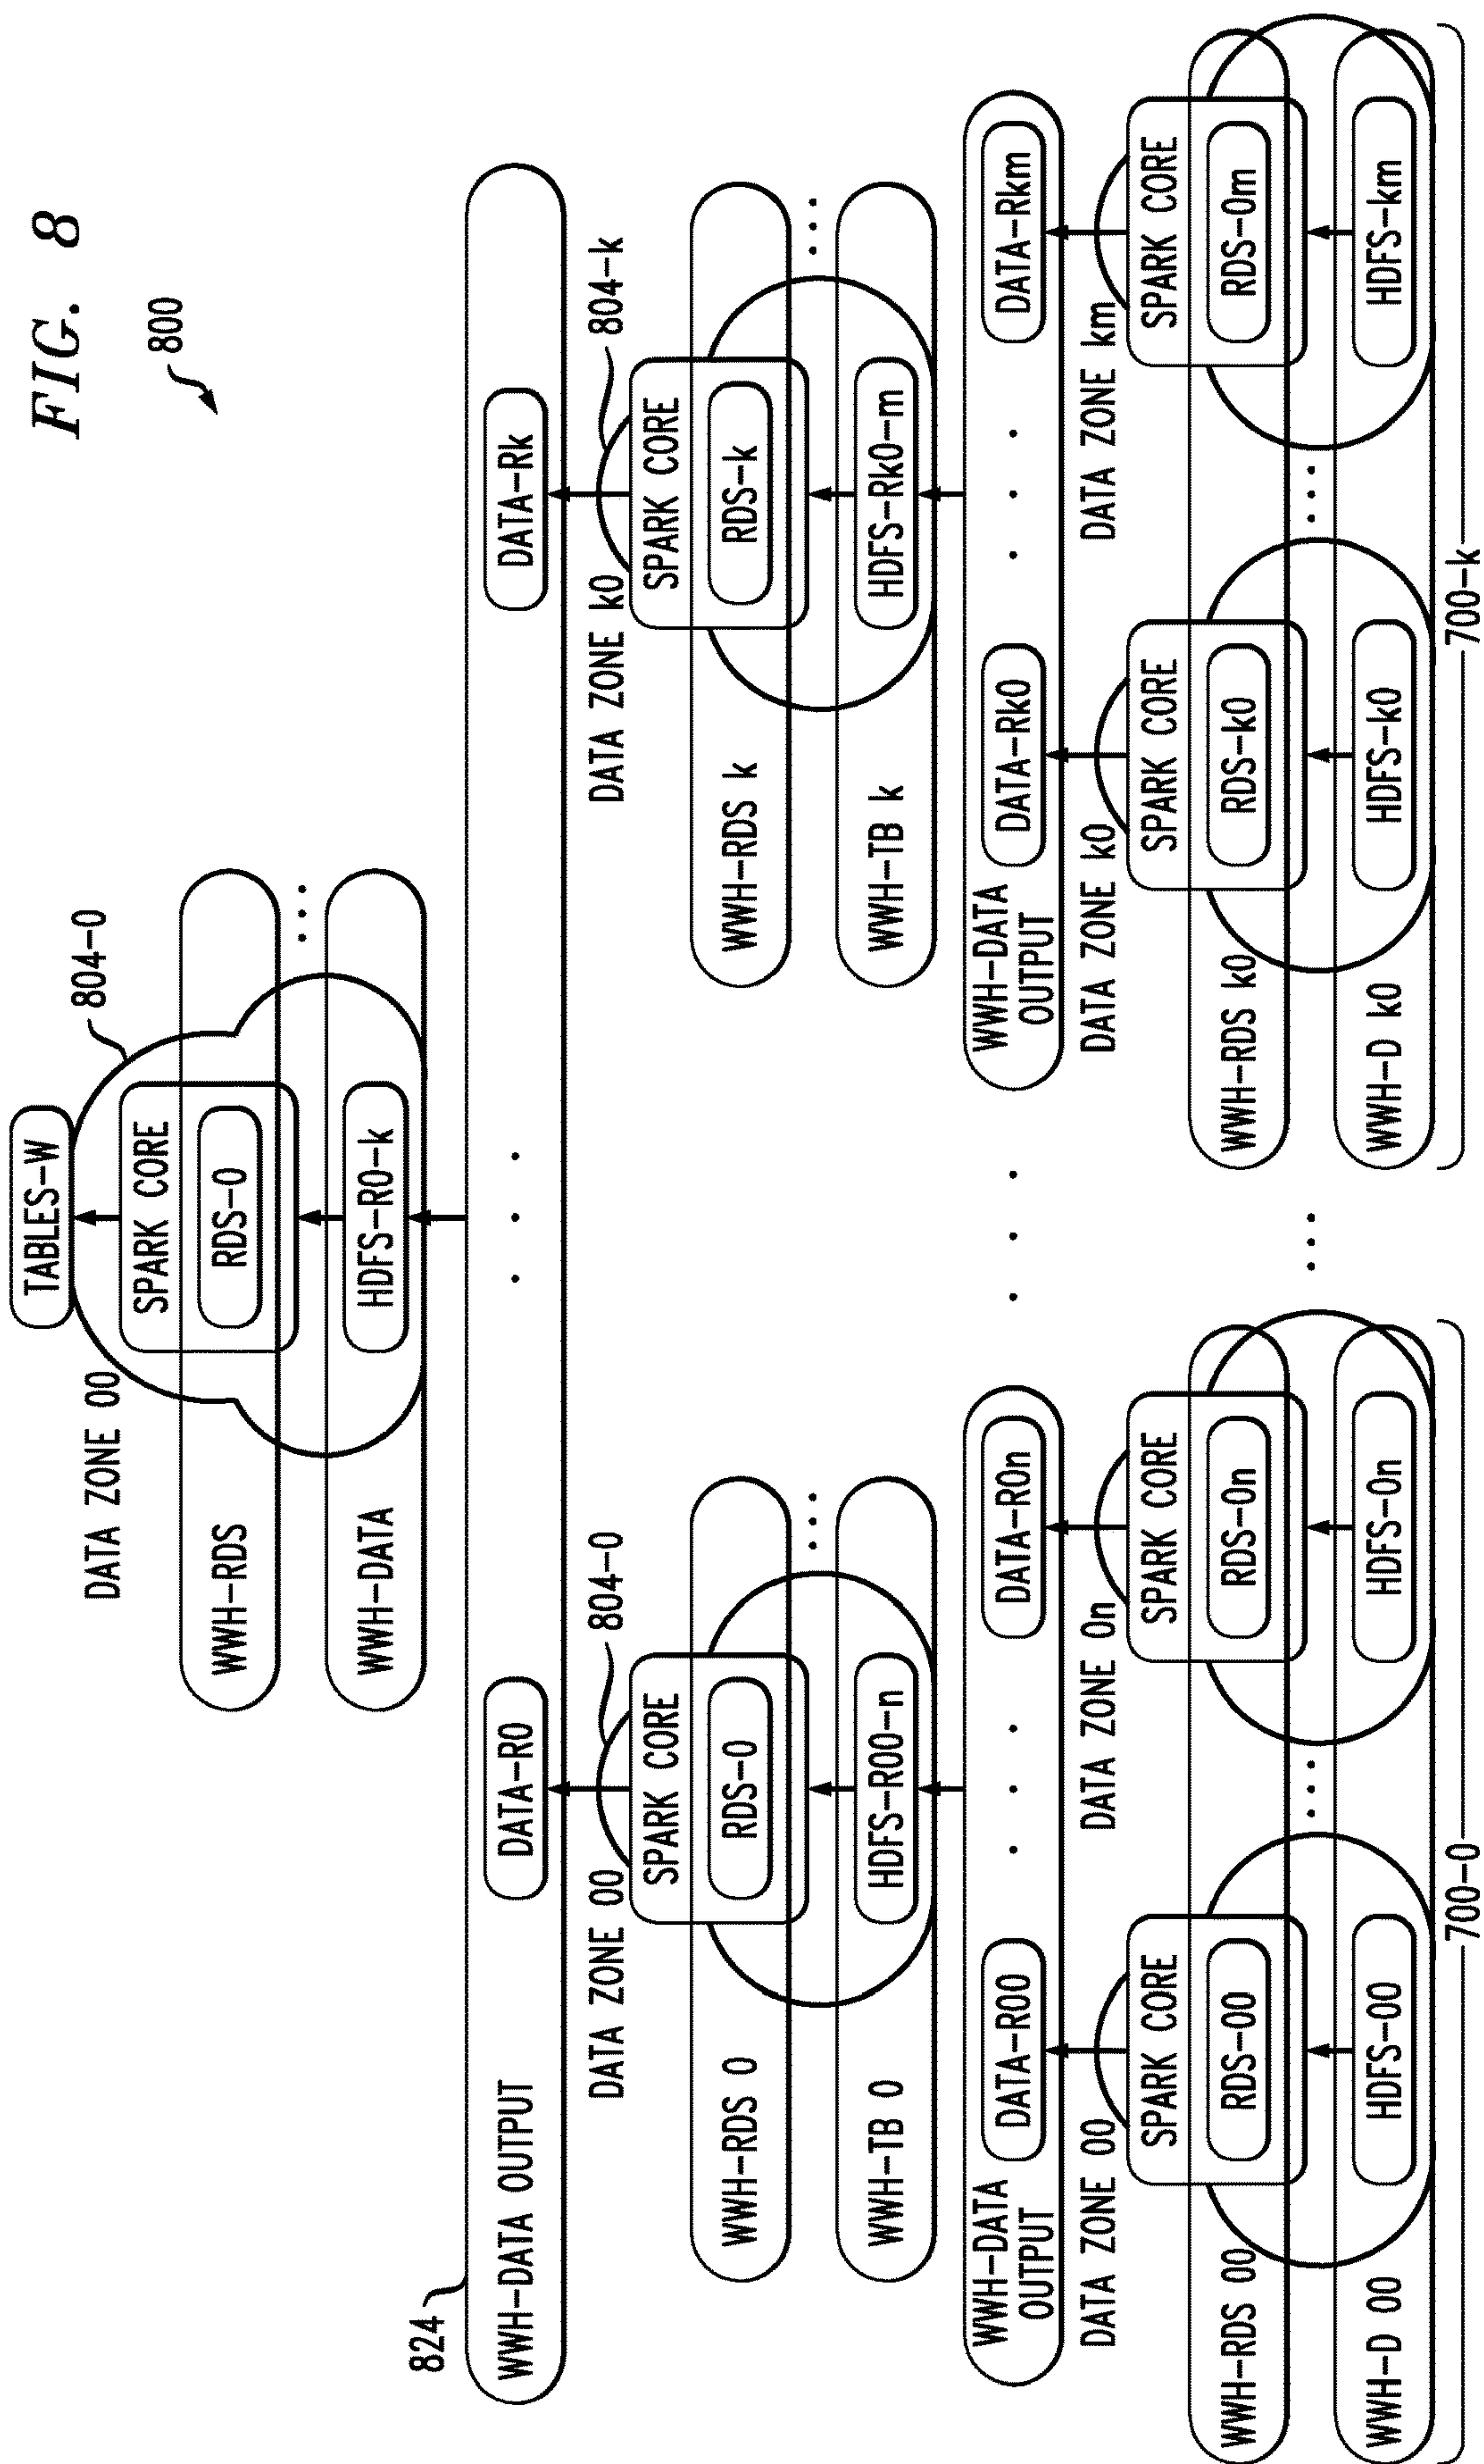 FIG. 8
800
TABLES-W
804-0
DATA ZONE 00
SPARK CORE
WWH-RDS
RDS-0
...
WWH-DATA
HDFS-R0-k
824
WWH-DATA OUTPUT
DATA-R0
. . .
DATA-Rk
DATA ZONE 00
804-0
SPARK CORE
WWH-RDS 0
RDS-0
...
WWH-TB 0
HDFS-R00-n
DATA ZONE k0
804-k
SPARK CORE
WWH-RDS k
RDS-k
...
WWH-TB k
HDFS-Rk0-m
WWH-DATA
OUTPUT
DATA-R00
. . .
DATA-R0n
. . .
WWH-DATA
OUTPUT
DATA-Rk0
. . .
DATA-Rkm
DATA ZONE 00
SPARK CORE
WWH-RDS 00
RDS-00
WWH-D 00
HDFS-00
...
DATA ZONE 0n
SPARK CORE
RDS-0n
HDFS-0n
700-0
...
DATA ZONE k0
SPARK CORE
WWH-RDS k0
RDS-k0
WWH-D k0
HDFS-k0
...
DATA ZONE km
SPARK CORE
RDS-0m
HDFS-km
700-k